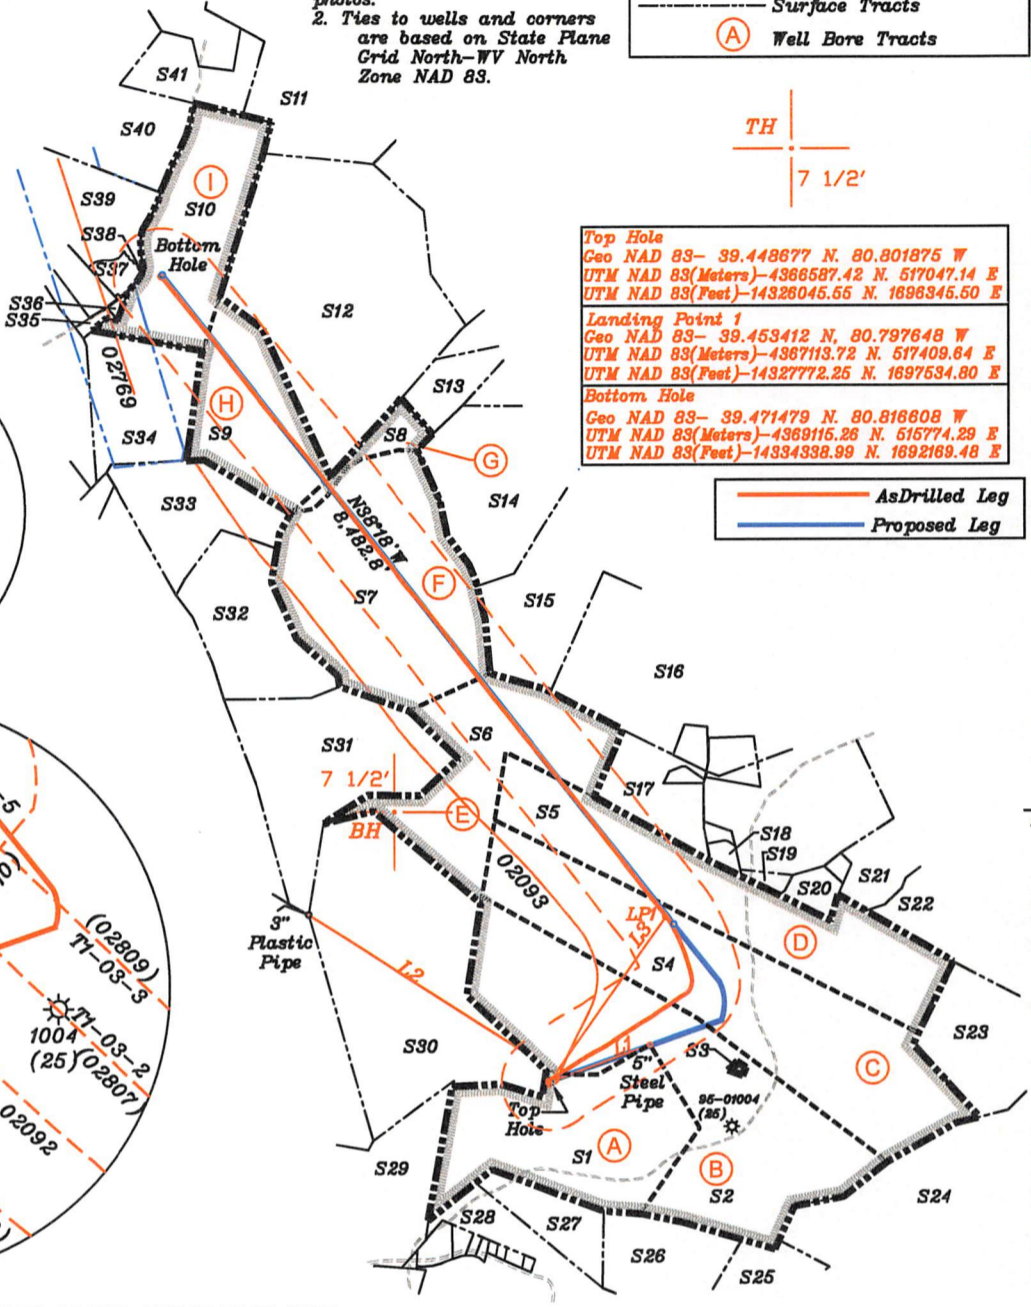 photos.
2. Ties to wells and corners
are based on State Plane
Grid North-WV North
Zone NAD 83.
Surface Tracts
A Well Bore Tracts
TH
7 1/2'
Top Hole
Geo NAD 83- 39.448677 N. 80.801875 W
UTM NAD 83(Meters)-4366587.42 N. 517047.14 E
UTM NAD 83(Feet)-14326045.55 N. 1696345.50 E
Landing Point 1
Geo NAD 83- 39.453412 N, 80.797648 W
UTM NAD 83(Meters)-4367113.72 N. 517409.64 E
UTM NAD 83(Feet)-14327772.25 N. 1697534.80 E
Bottom Hole
Geo NAD 83- 39.471479 N. 80.816608 W
UTM NAD 83(Meters)-4369115.26 N. 515774.29 E
UTM NAD 83(Feet)-14334338.99 N. 1692169.48 E
AsDrilled Leg
Proposed Leg
S41
S11
S40
I
S39
S10
S38
Bottom
Hole
S37
S36
S35
S12
02769
S13
H
S9
S8
S34
G
S33
S14
N38°18'W
8,482.8'
F
S7
S15
S32
S16
S6
S31
7 1/2'
S17
BH
E
S5
S18
S19
S20
S21
S22
02093
3"
Plastic
Pipe
LP1
L3
D
L2
S4
S23
S30
L1
S3
5"
Steel
Pipe
C
95-01004
(25)
Top
Hole
A
S1
B
S2
S29
S24
S28
S27
S26
S25
-5
(02809)
T1-03-3
T1-03-2
1004
(25)
(02807)
02092